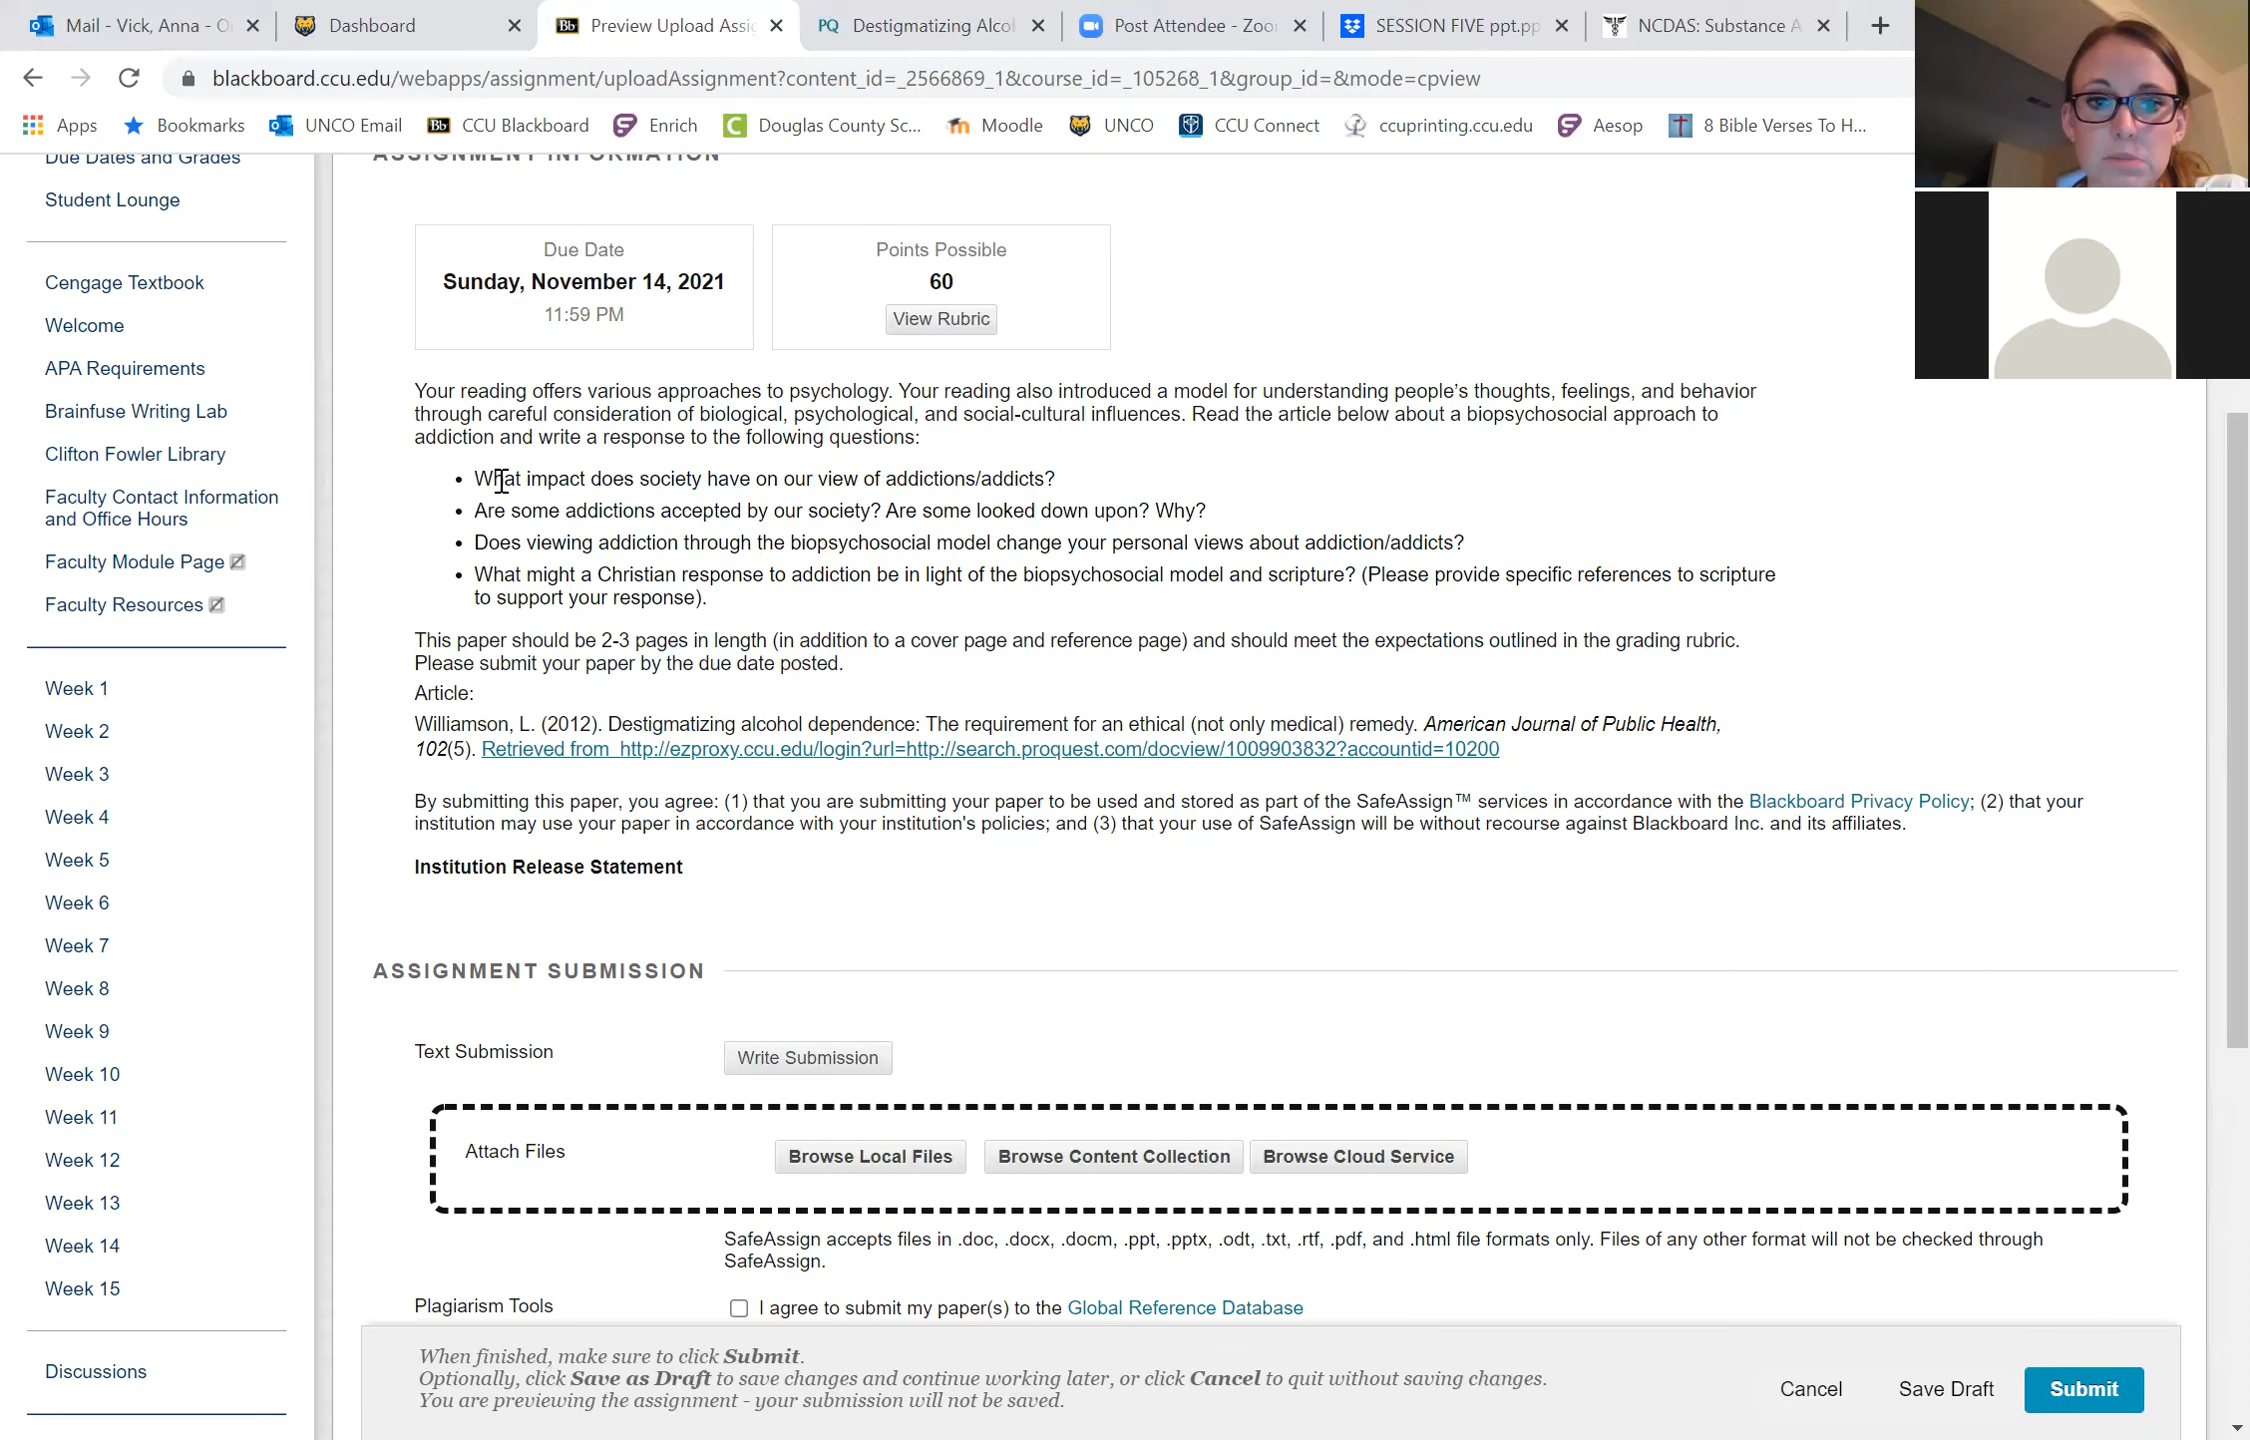 Mail - Vick, Anna - O
Dashboard
Preview Upload Assi
Destigmatizing Alcol
Post Attendee - Zoo
SESSION FIVE ppt.pp
NCDAS: Substance A
blackboard.ccu.edu/webapps/assignment/uploadAssignment?content_id=_2566869_1&course_id=_105268_1&group_id=&mode=cpview
Apps
Bookmarks
UNCO Email
CCU Blackboard
Enrich
Douglas County Sc...
Moodle
UNCO
CCU Connect
ccuprinting.ccu.edu
Aesop
8 Bible Verses To H...
Due Dates and Grades
Student Lounge
Cengage Textbook
Welcome
APA Requirements
Brainfuse Writing Lab
Clifton Fowler Library
Faculty Contact Information
and Office Hours
Faculty Module Page
Faculty Resources
Week 1
Week 2
Week 3
Week 4
Week 5
Week 6
Week 7
Week 8
Week 9
Week 10
Week 11
Week 12
Week 13
Week 14
Week 15
Discussions
ASSIGNMENT INFORMATION
Due Date
Sunday, November 14, 2021
11:59 PM
Points Possible
60
View Rubric
Your reading offers various approaches to psychology. Your reading also introduced a model for understanding people's thoughts, feelings, and behavior
through careful consideration of biological, psychological, and social-cultural influences. Read the article below about a biopsychosocial approach to
addiction and write a response to the following questions:
• What impact does society have on our view of addictions/addicts?
• Are some addictions accepted by our society? Are some looked down upon? Why?
• Does viewing addiction through the biopsychosocial model change your personal views about addiction/addicts?
• What might a Christian response to addiction be in light of the biopsychosocial model and scripture? (Please provide specific references to scripture
to support your response).
This paper should be 2-3 pages in length (in addition to a cover page and reference page) and should meet the expectations outlined in the grading rubric.
Please submit your paper by the due date posted.
Article:
Williamson, L. (2012). Destigmatizing alcohol dependence: The requirement for an ethical (not only medical) remedy. American Journal of Public Health,
102(5). Retrieved from http://ezproxy.ccu.edu/login?url=http://search.proquest.com/docview/1009903832?accountid=10200
By submitting this paper, you agree: (1) that you are submitting your paper to be used and stored as part of the SafeAssign™ services in accordance with the Blackboard Privacy Policy; (2) that your
institution may use your paper in accordance with your institution's policies; and (3) that your use of SafeAssign will be without recourse against Blackboard Inc. and its affiliates.
Institution Release Statement
ASSIGNMENT SUBMISSION
Text Submission
Write Submission
Attach Files
Browse Local Files
Browse Content Collection
Browse Cloud Service
SafeAssign accepts files in .doc, .docx, .docm, .ppt, .pptx, .odt, .txt, .rtf, .pdf, and .html file formats only. Files of any other format will not be checked through
SafeAssign.
Plagiarism Tools
I agree to submit my paper(s) to the Global Reference Database
When finished, make sure to click Submit.
Optionally, click Save as Draft to save changes and continue working later, or click Cancel to quit without saving changes.
You are previewing the assignment - your submission will not be saved.
Cancel
Save Draft
Submit